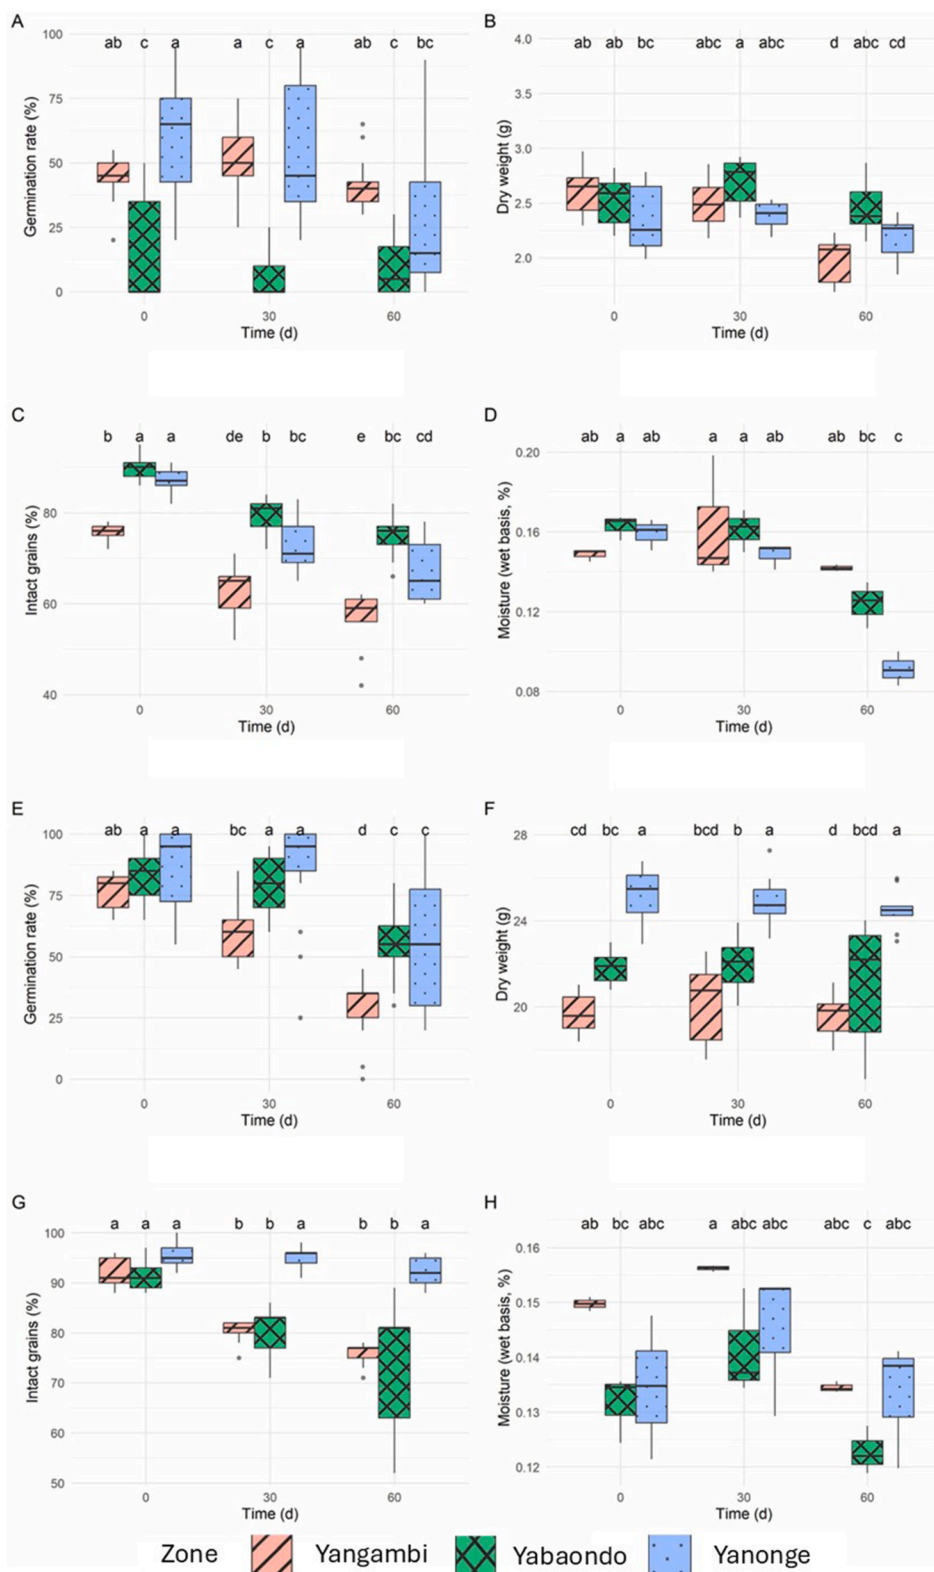 A
B
ab c a a c a ab c bc
ab ab bc abc a abc d abc cd
Germination rate (%)
100
75
50
25
0
Dry weight (g)
4.0
3.5
3.0
2.5
2.0
0 30 60
Time (d)
0 30 60
Time (d)
C
D
b a a de b bc e bc cd
ab a ab a a ab ab bc c
Intact grains (%)
80
60
40
Moisture (wet basis, %)
0.20
0.16
0.12
0.08
0 30 60
Time (d)
0 30 60
Time (d)
E
F
ab a a bc a a d c c
cd bc a bcd b a d bcd a
Germination rate (%)
100
75
50
25
0
Dry weight (g)
28
24
20
0 30 60
Time (d)
0 30 60
Time (d)
G
H
a a a b b a b b a
ab bc abc a abc abc abc c abc
Intact grains (%)
100
90
80
70
60
50
Moisture (wet basis, %)
0.16
0.15
0.14
0.13
0.12
0 30 60
Time (d)
0 30 60
Time (d)
Zone Yangambi Yabaondo Yanonge